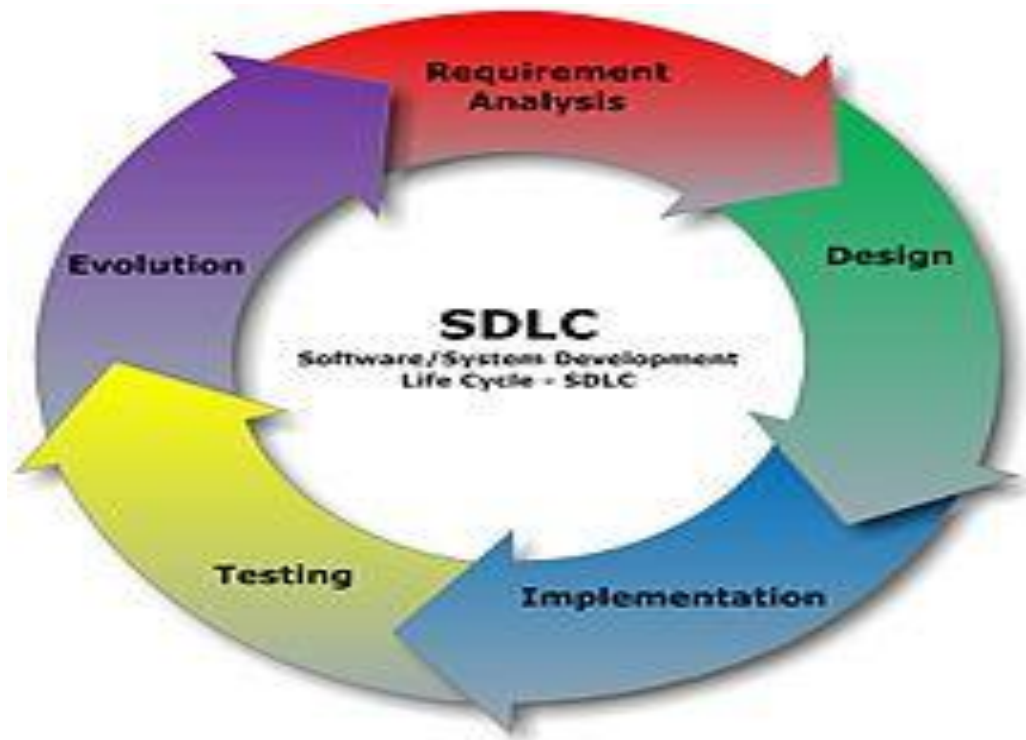 Requirement
Analysis
Design
Implementation
Testing
Evolution
SDLC
Software/System Development
Life Cycle - SDLC